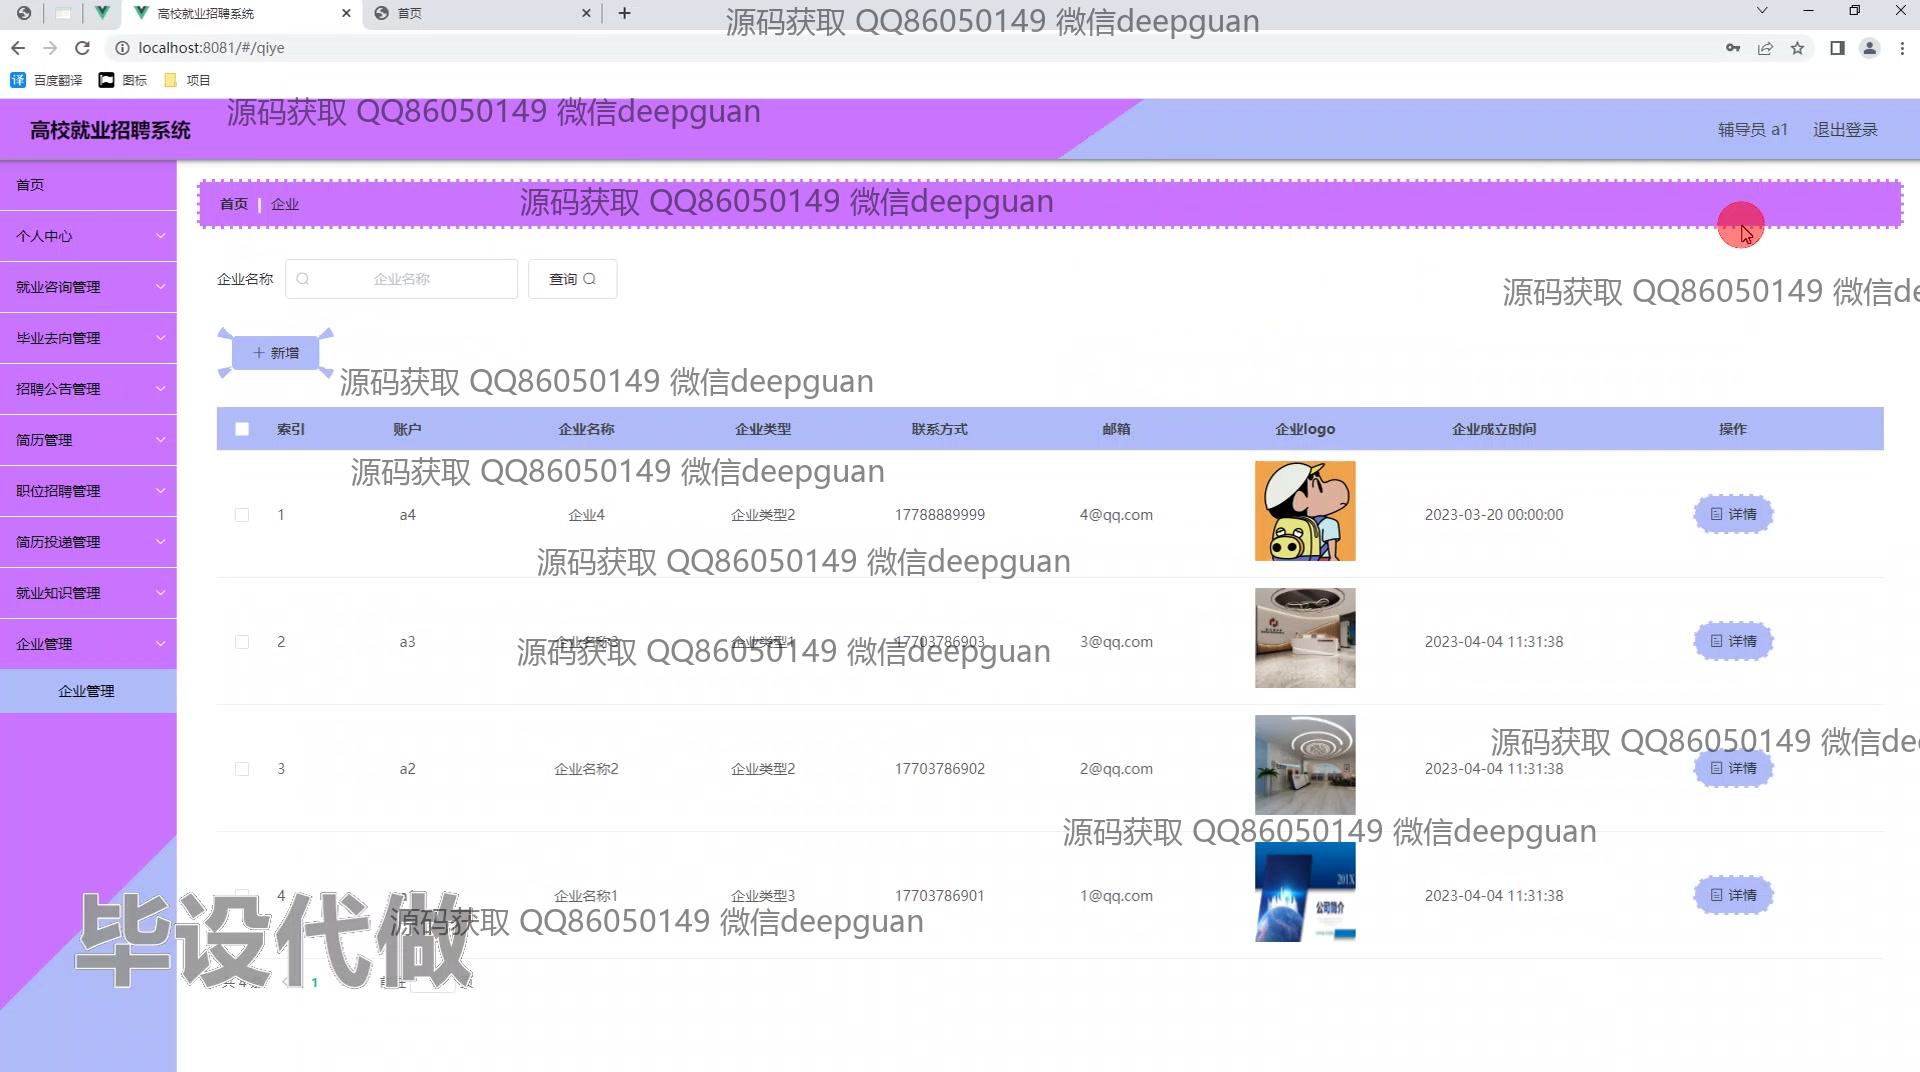 高校就业招聘系统
首页
源码获取 QQ86050149 微信deepguan
localhost:8081/#/qiye
译 百度翻译 图标 项目
高校就业招聘系统
源码获取 QQ86050149 微信deepguan
辅导员 a1 退出登录
首页
个人中心
就业咨询管理
毕业去向管理
招聘公告管理
简历管理
职位招聘管理
简历投递管理
就业知识管理
企业管理
企业管理
首页 | 企业
源码获取 QQ86050149 微信deepguan
企业名称 企业名称 查询
源码获取 QQ86050149 微信de
+ 新增
源码获取 QQ86050149 微信deepguan
索引 账户 企业名称 企业类型 联系方式 邮箱 企业logo 企业成立时间 操作
源码获取 QQ86050149 微信deepguan
1 a4 企业4 企业类型2 17788889999 4@qq.com 2023-03-20 00:00:00 详情
源码获取 QQ86050149 微信deepguan
2 a3 企业名称3 企业类型1 17703786903 3@qq.com 2023-04-04 11:31:38 详情
源码获取 QQ86050149 微信deepguan
源码获取 QQ86050149 微信de
3 a2 企业名称2 企业类型2 17703786902 2@qq.com 2023-04-04 11:31:38 详情
源码获取 QQ86050149 微信deepguan
201X
公司简介
4 企业名称1 企业类型3 17703786901 1@qq.com 2023-04-04 11:31:38 详情
源码获取 QQ86050149 微信deepguan
毕设代做
1